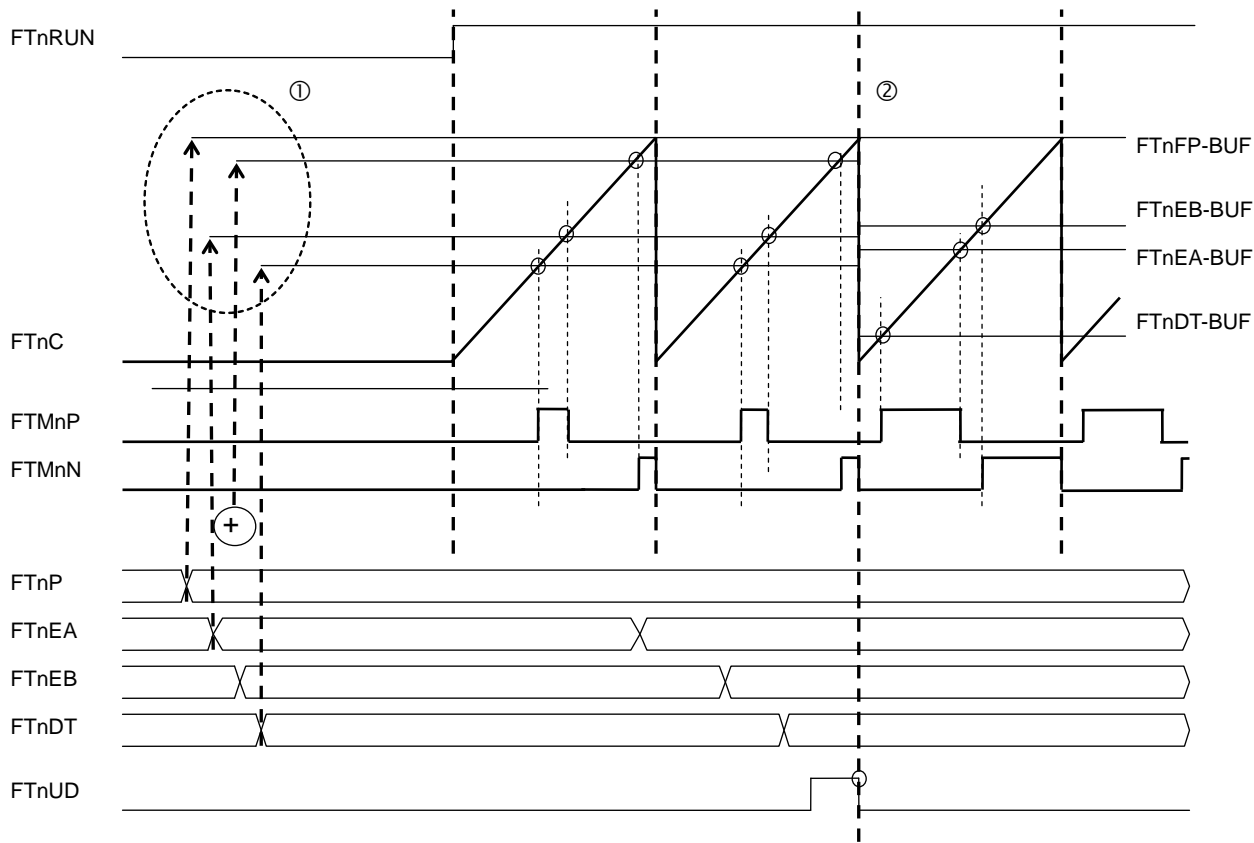 FTnRUN
①
②
FTnFP-BUF
FTnEB-BUF
FTnEA-BUF
FTnDT-BUF
FTnC
FTMnP
FTMnN
+
FTnP
FTnEA
FTnEB
FTnDT
FTnUD